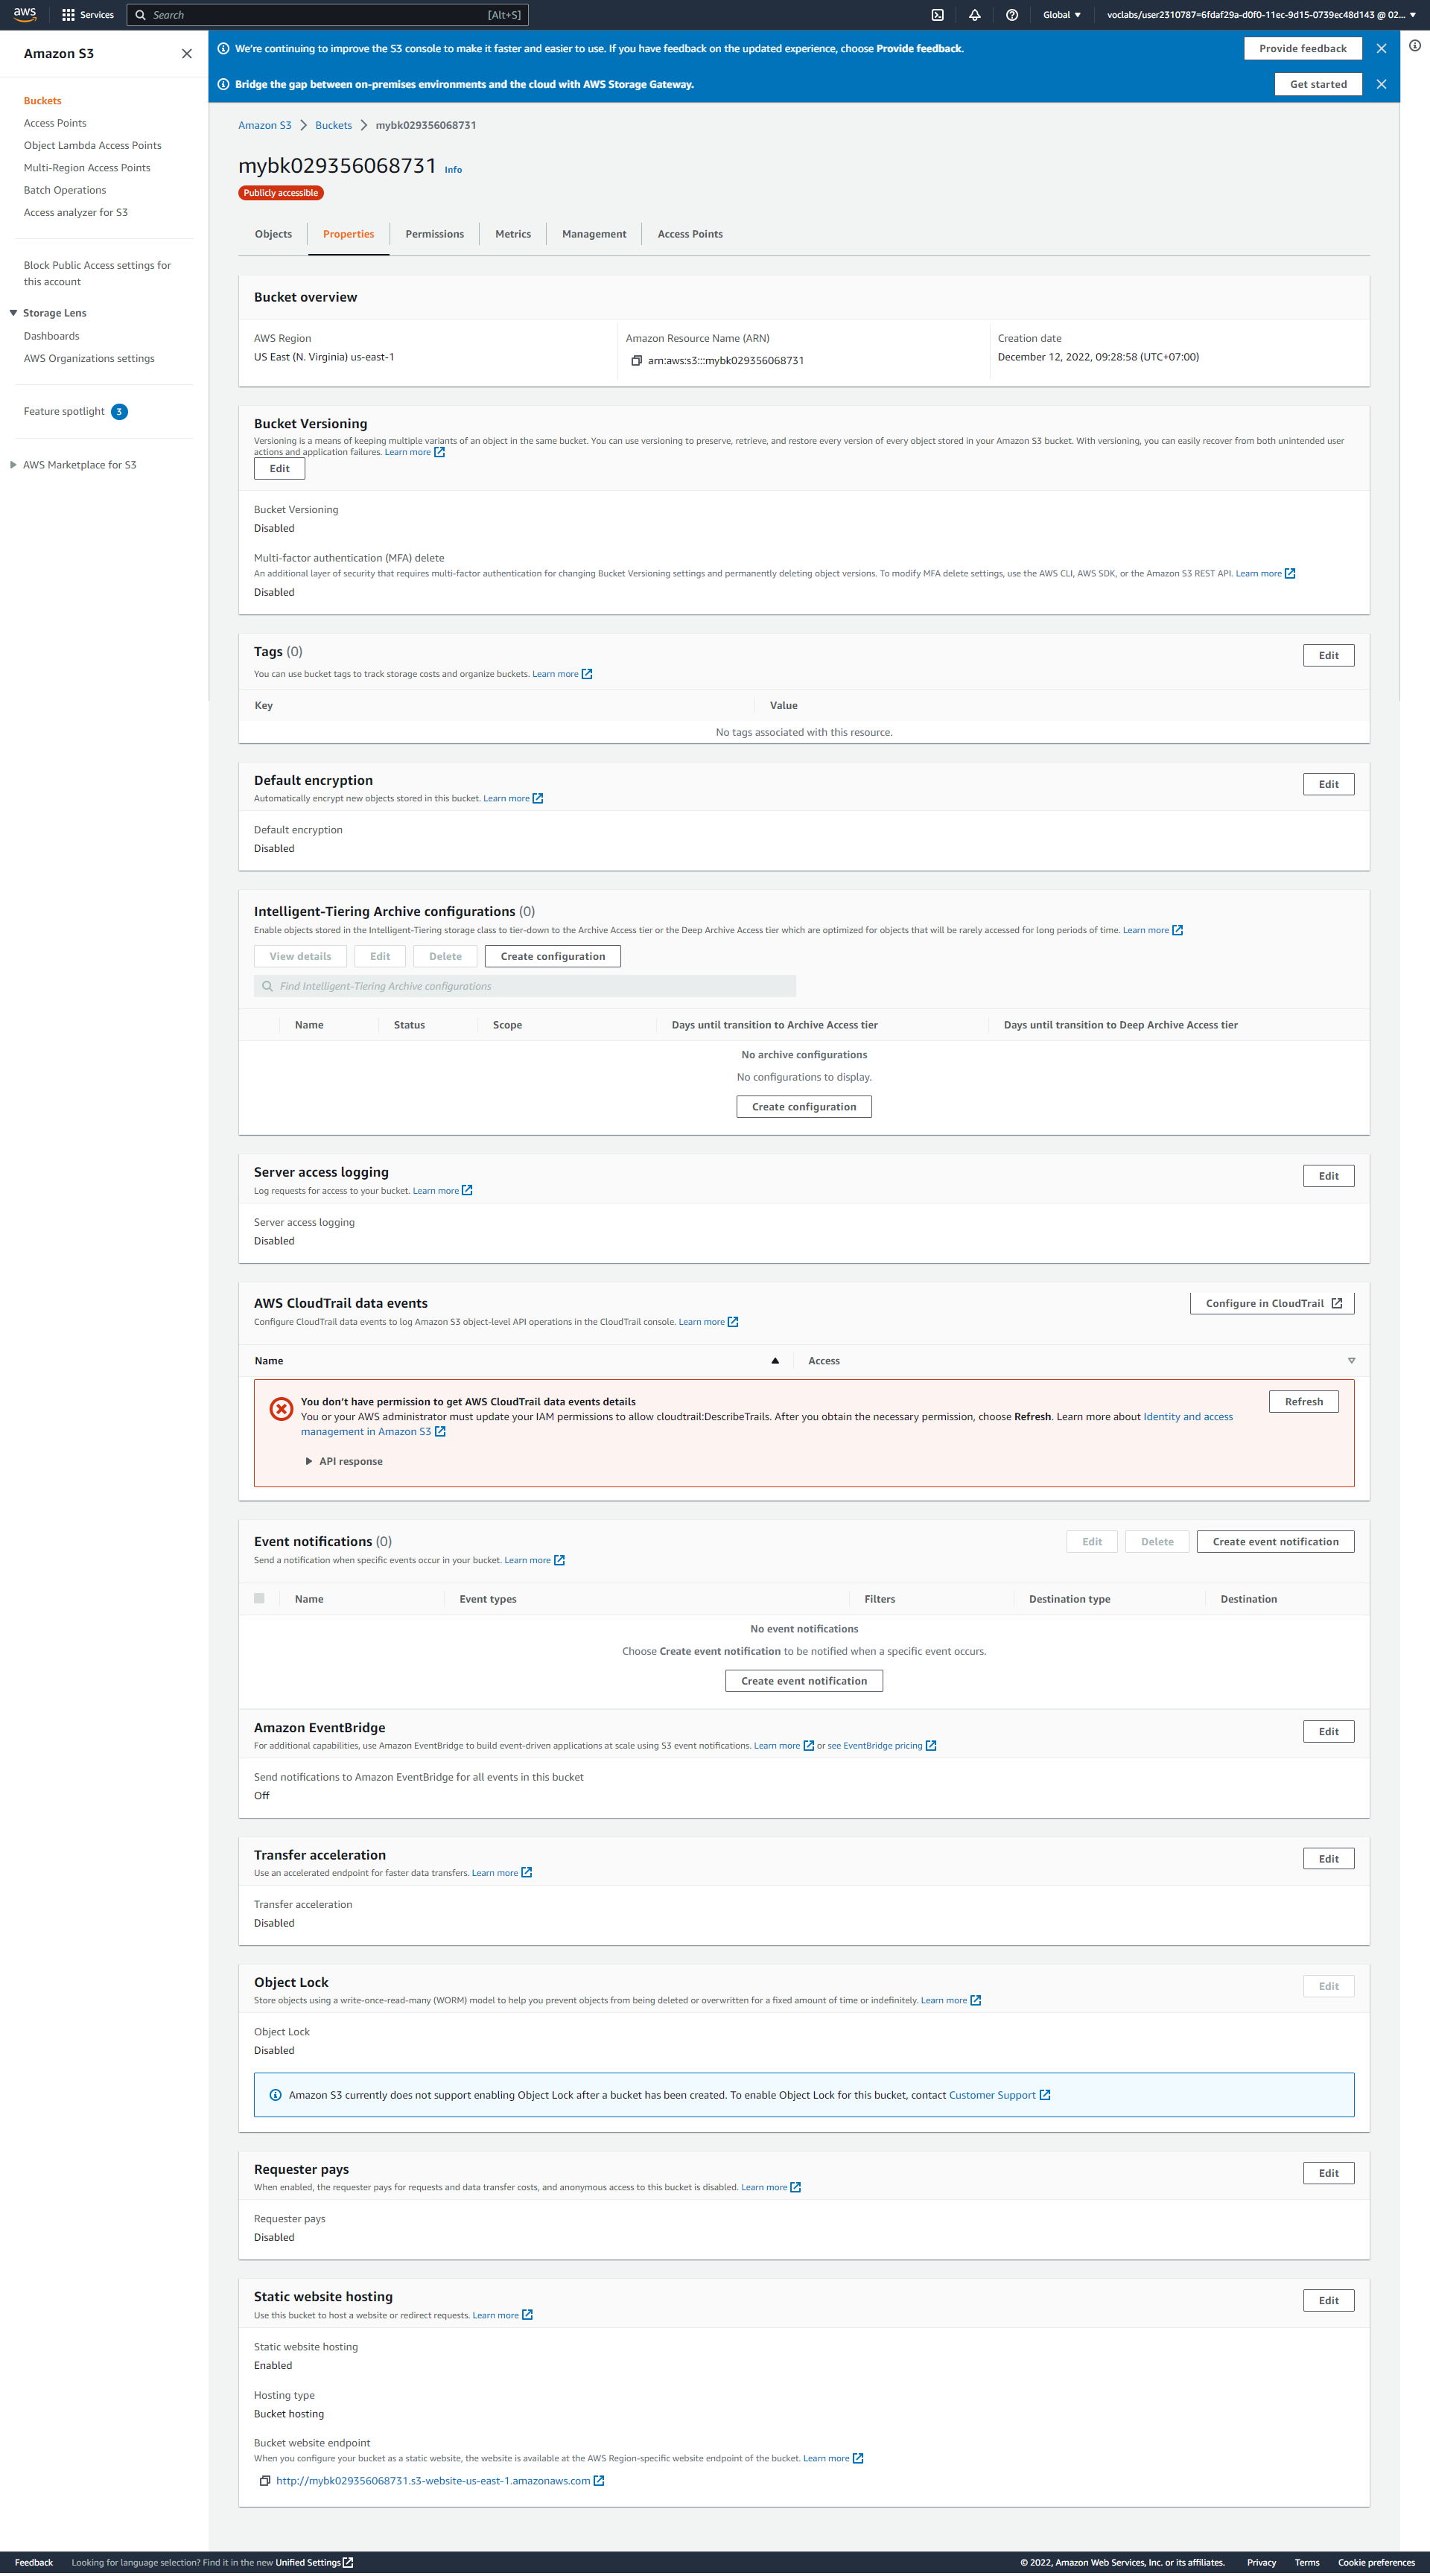 aws
Services
Search
[Alt+S]
Global
voclabs/user2310787=6fdaf29a-d0f0-11ec-9d15-0739ec48d143 @ 02...
Amazon S3
Buckets
Access Points
Object Lambda Access Points
Multi-Region Access Points
Batch Operations
Access analyzer for S3
Block Public Access settings for
this account
Storage Lens
Dashboards
AWS Organizations settings
Feature spotlight 3
AWS Marketplace for S3
We're continuing to improve the S3 console to make it faster and easier to use. If you have feedback on the updated experience, choose Provide feedback.
Provide feedback
Bridge the gap between on-premises environments and the cloud with AWS Storage Gateway.
Get started
Amazon S3 Buckets mybk029356068731
mybk029356068731 Info
Publicly accessible
Objects Properties Permissions Metrics Management Access Points
Bucket overview
AWS Region
US East (N. Virginia) us-east-1
Amazon Resource Name (ARN)
arn:aws:s3:::mybk029356068731
Creation date
December 12, 2022, 09:28:58 (UTC+07:00)
Bucket Versioning
Versioning is a means of keeping multiple variants of an object in the same bucket. You can use versioning to preserve, retrieve, and restore every version of every object stored in your Amazon S3 bucket. With versioning, you can easily recover from both unintended user
actions and application failures. Learn more
Edit
Bucket Versioning
Disabled
Multi-factor authentication (MFA) delete
An additional layer of security that requires multi-factor authentication for changing Bucket Versioning settings and permanently deleting object versions. To modify MFA delete settings, use the AWS CLI, AWS SDK, or the Amazon S3 REST API. Learn more
Disabled
Tags (0)
Edit
You can use bucket tags to track storage costs and organize buckets. Learn more
Key Value
No tags associated with this resource.
Default encryption
Edit
Automatically encrypt new objects stored in this bucket. Learn more
Default encryption
Disabled
Intelligent-Tiering Archive configurations (0)
Enable objects stored in the Intelligent-Tiering storage class to tier-down to the Archive Access tier or the Deep Archive Access tier which are optimized for objects that will be rarely accessed for long periods of time. Learn more
View details Edit Delete Create configuration
Find Intelligent-Tiering Archive configurations
Name Status Scope Days until transition to Archive Access tier Days until transition to Deep Archive Access tier
No archive configurations
No configurations to display.
Create configuration
Server access logging
Edit
Log requests for access to your bucket. Learn more
Server access logging
Disabled
AWS CloudTrail data events
Configure in CloudTrail
Configure CloudTrail data events to log Amazon S3 object-level API operations in the CloudTrail console. Learn more
Name Access
You don't have permission to get AWS CloudTrail data events details
Refresh
You or your AWS administrator must update your IAM permissions to allow cloudtrail:DescribeTrails. After you obtain the necessary permission, choose Refresh. Learn more about Identity and access
management in Amazon S3
API response
Event notifications (0)
Edit Delete Create event notification
Send a notification when specific events occur in your bucket. Learn more
Name Event types Filters Destination type Destination
No event notifications
Choose Create event notification to be notified when a specific event occurs.
Create event notification
Amazon EventBridge
Edit
For additional capabilities, use Amazon EventBridge to build event-driven applications at scale using S3 event notifications. Learn more or see EventBridge pricing
Send notifications to Amazon EventBridge for all events in this bucket
Off
Transfer acceleration
Edit
Use an accelerated endpoint for faster data transfers. Learn more
Transfer acceleration
Disabled
Object Lock
Edit
Store objects using a write-once-read-many (WORM) model to help you prevent objects from being deleted or overwritten for a fixed amount of time or indefinitely. Learn more
Object Lock
Disabled
Amazon S3 currently does not support enabling Object Lock after a bucket has been created. To enable Object Lock for this bucket, contact Customer Support
Requester pays
Edit
When enabled, the requester pays for requests and data transfer costs, and anonymous access to this bucket is disabled. Learn more
Requester pays
Disabled
Static website hosting
Edit
Use this bucket to host a website or redirect requests. Learn more
Static website hosting
Enabled
Hosting type
Bucket hosting
Bucket website endpoint
When you configure your bucket as a static website, the website is available at the AWS Region-specific website endpoint of the bucket. Learn more
http://mybk029356068731.s3-website-us-east-1.amazonaws.com
Feedback Looking for language selection? Find it in the new Unified Settings
© 2022, Amazon Web Services, Inc. or its affiliates. Privacy Terms Cookie preferences